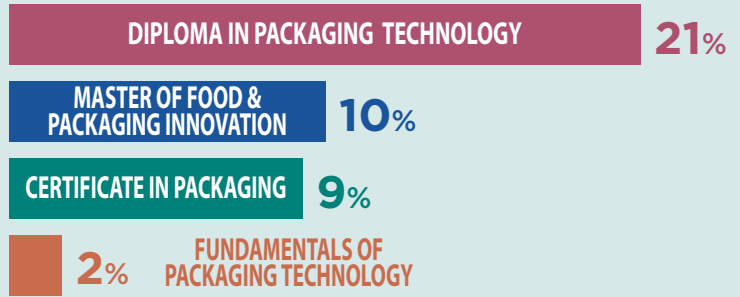 DIPLOMA IN PACKAGING TECHNOLOGY 21%
MASTER OF FOOD &
PACKAGING INNOVATION 10%
CERTIFICATE IN PACKAGING 9%
2% FUNDAMENTALS OF
PACKAGING TECHNOLOGY